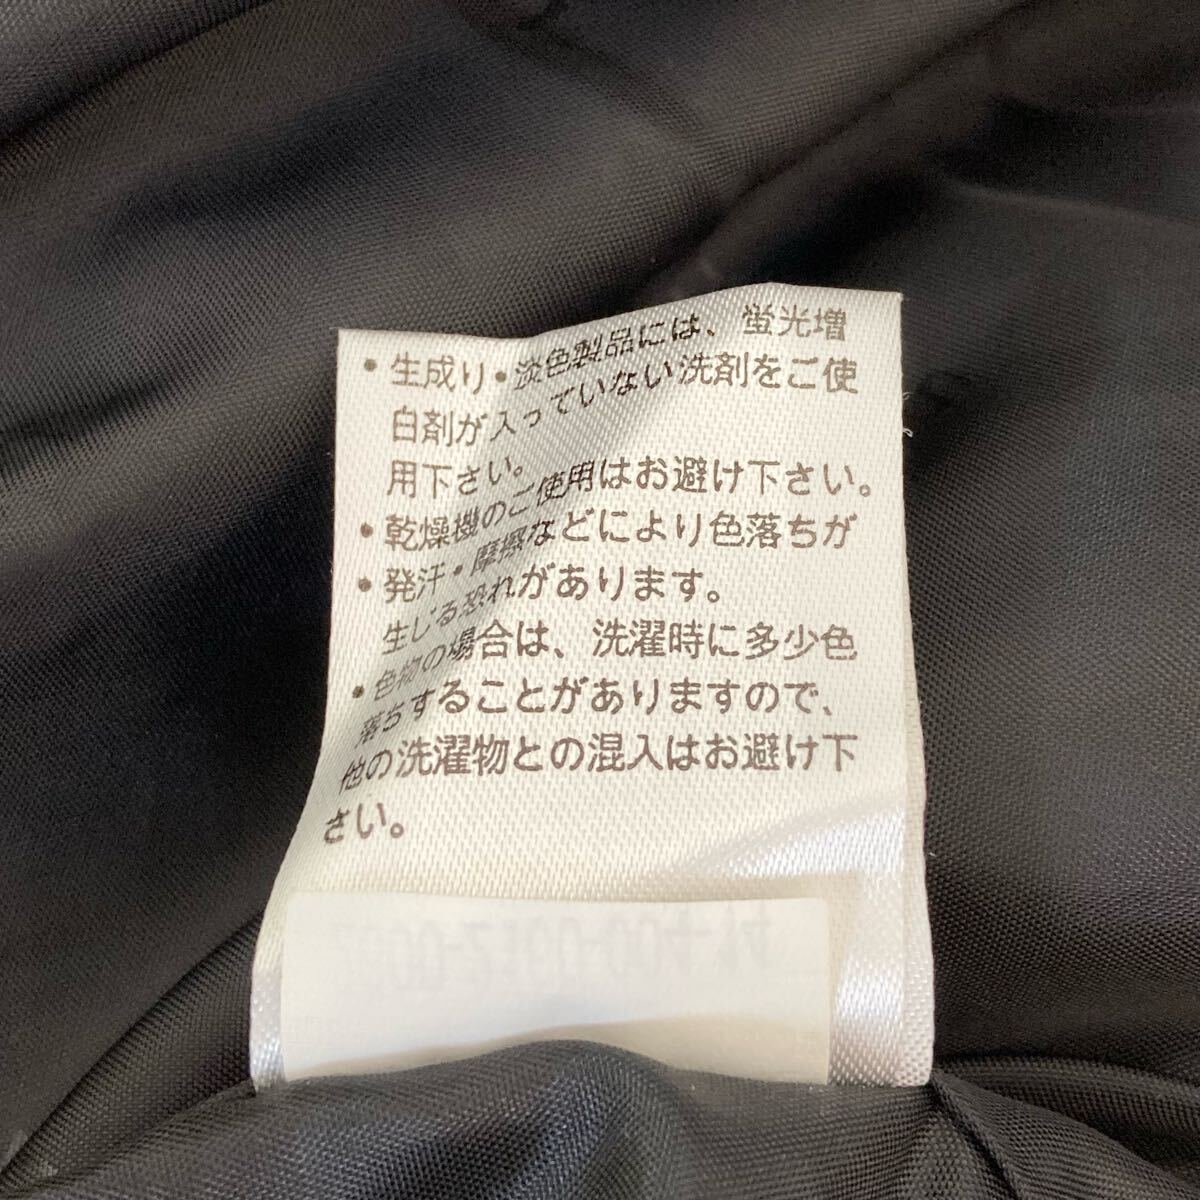 ・生成り・淡色製品には、蛍光増
白剤が入っていない洗剤をご使
用下さい。
・乾燥機のご使用はお避け下さい。
・発汗・摩擦などにより色落ちが
生じる恐れがあります。
・色物の場合は、洗濯時に多少色
落ちすることがありますので、
他の洗濯物との混入はお避け下
さい。